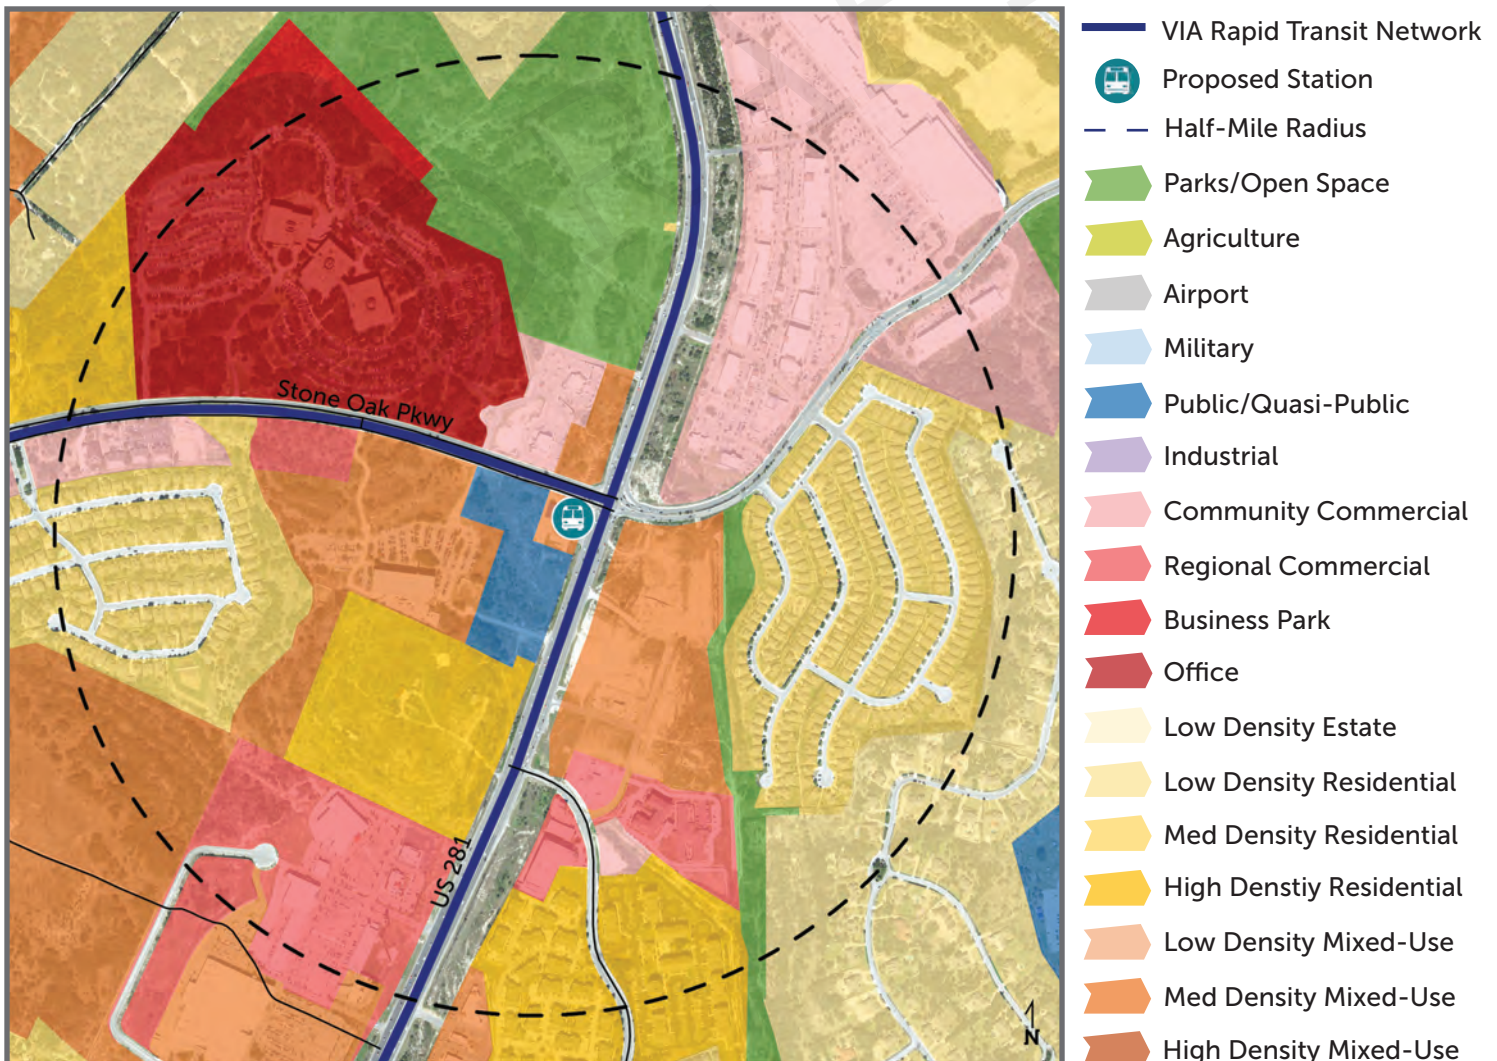 VIA Rapid Transit Network
Proposed Station
Half-Mile Radius
Parks/Open Space
Agriculture
Airport
Military
Public/Quasi-Public
Industrial
Community Commercial
Regional Commercial
Business Park
Office
Low Density Estate
Low Density Residential
Med Density Residential
High Denstiy Residential
Low Density Mixed-Use
Med Density Mixed-Use
High Density Mixed-Use
Stone Oak Pkwy
US 281
N